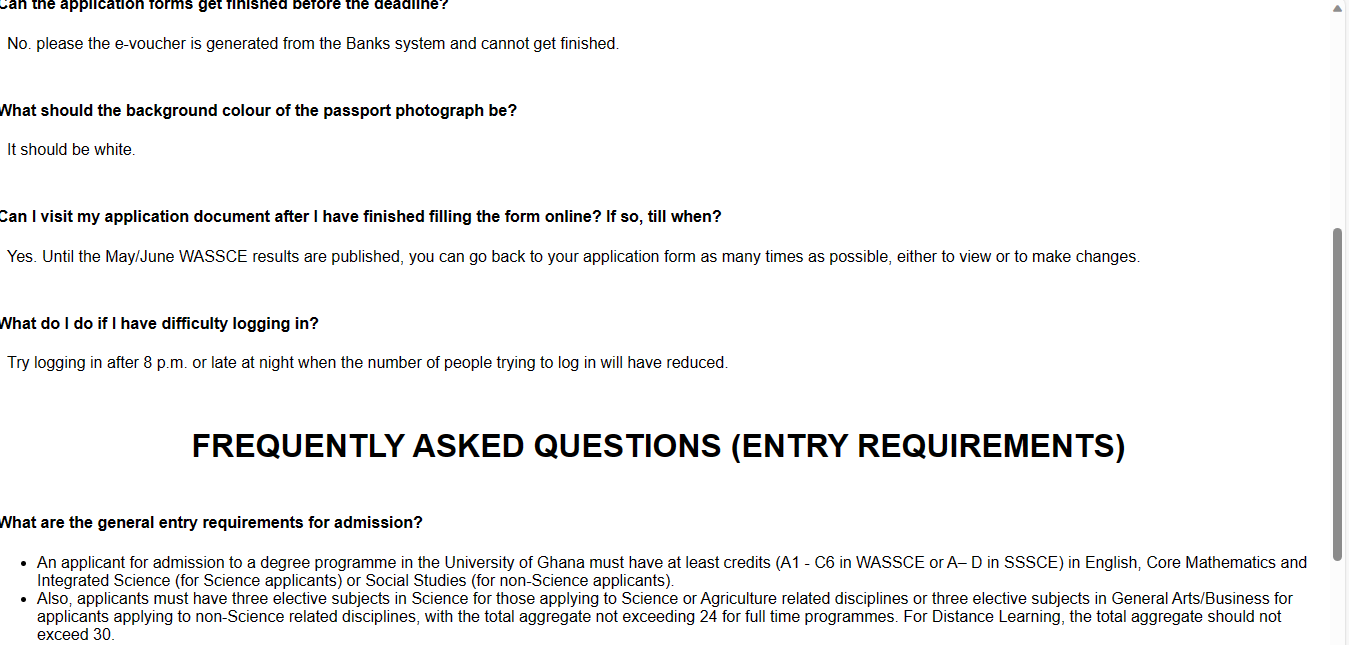 Can the application forms get finished before the deadline?
No. please the e-voucher is generated from the Banks system and cannot get finished.
What should the background colour of the passport photograph be?
It should be white.
Can I visit my application document after I have finished filling the form online? If so, till when?
Yes. Until the May/June WASSCE results are published, you can go back to your application form as many times as possible, either to view or to make changes.
What do I do if I have difficulty logging in?
Try logging in after 8 p.m. or late at night when the number of people trying to log in will have reduced.
FREQUENTLY ASKED QUESTIONS (ENTRY REQUIREMENTS)
What are the general entry requirements for admission?
• An applicant for admission to a degree programme in the University of Ghana must have at least credits (A1 - C6 in WASSCE or A– D in SSSCE) in English, Core Mathematics and
Integrated Science (for Science applicants) or Social Studies (for non-Science applicants).
• Also, applicants must have three elective subjects in Science for those applying to Science or Agriculture related disciplines or three elective subjects in General Arts/Business for
applicants applying to non-Science related disciplines, with the total aggregate not exceeding 24 for full time programmes. For Distance Learning, the total aggregate should not
exceed 30.